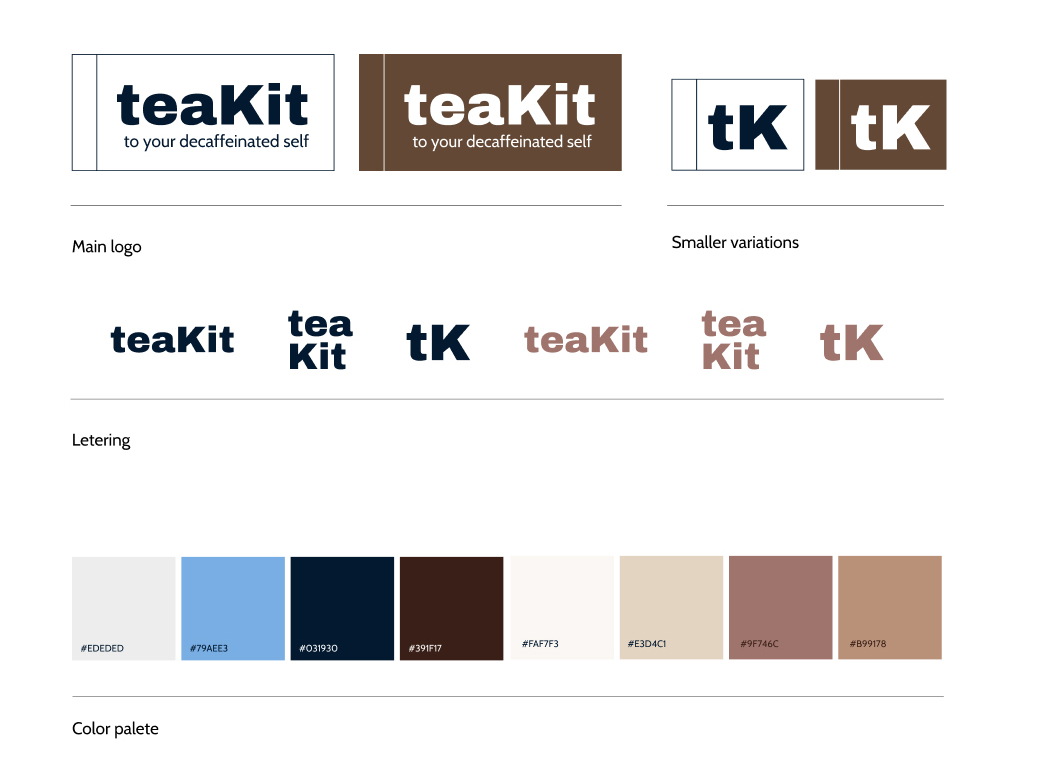 teaKit
to your decaffeinated self
teaKit
to your decaffeinated self
tK
tK
Main logo
Smaller variations
teaKit
tea
Kit
tK
teaKit
tea
Kit
tK
Letering
#EDEDED
#79AEE3
#031930
#391F17
#FAF7F3
#E3D4C1
#9F746C
#B99178
Color palete